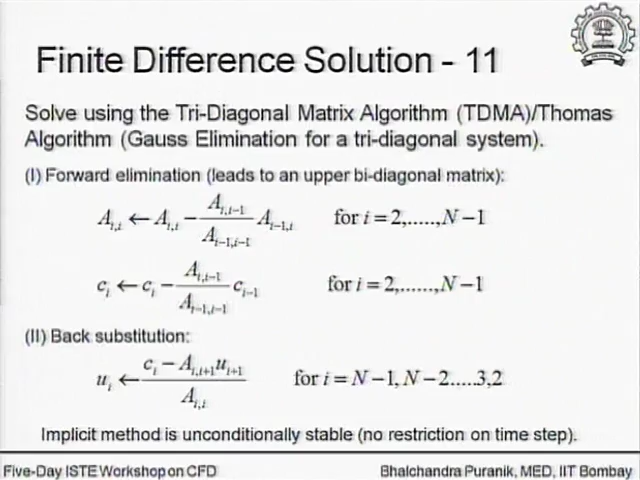 Finite Difference Solution - 11
Solve using the Tri-Diagonal Matrix Algorithm (TDMA)/Thomas
Algorithm (Gauss Elimination for a tri-diagonal system).
(I) Forward elimination (leads to an upper bi-diagonal matrix):
A_{i,i} ← A_{i,i} − \frac{A_{i,i−1}}{A_{i−1,i−1}} A_{i−1,i} for i = 2,.....,N−1
c_i ← c_i − \frac{A_{i,i−1}}{A_{i−1,i−1}} c_{i−1} for i = 2,......,N−1
(II) Back substitution:
u_i ← \frac{c_i − A_{i,i+1}u_{i+1}}{A_{i,i}} for i = N−1, N−2.....3,2
Implicit method is unconditionally stable (no restriction on time step).
Five-Day ISTE Workshop on CFD
Bhalchandra Puranik, MED, IIT Bombay